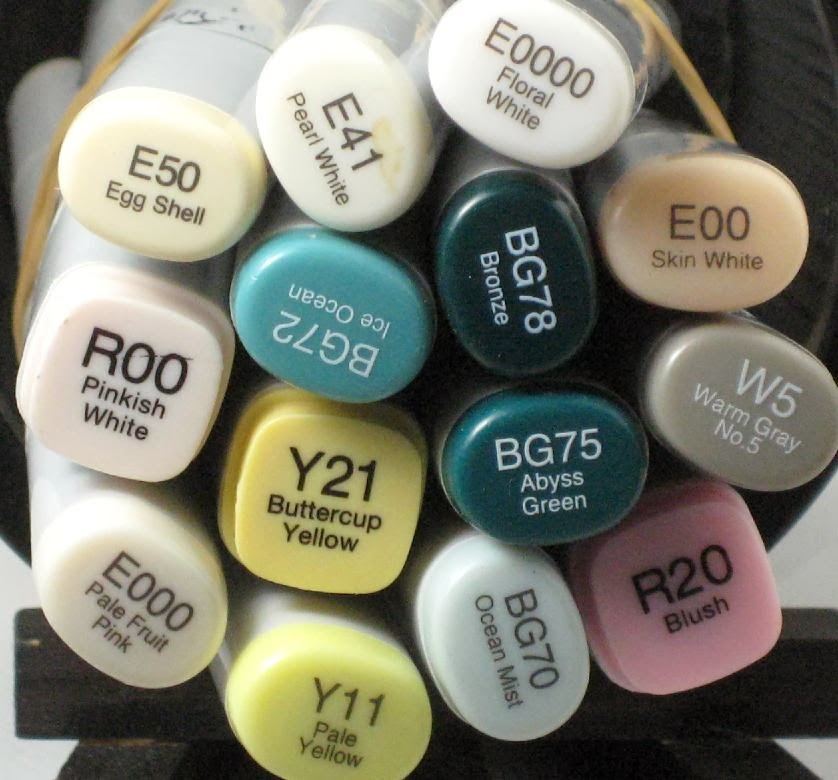 E0000
Floral
White
E41
Pearl White
E50
Egg Shell
E00
Skin White
BG78
Bronze
BG72
Ice Ocean
R00
Pinkish
White
W5
Warm Gray
No.5
Y21
Buttercup
Yellow
BG75
Abyss
Green
E000
Pale Fruit
Pink
BG70
Ocean Mist
R20
Blush
Y11
Pale
Yellow